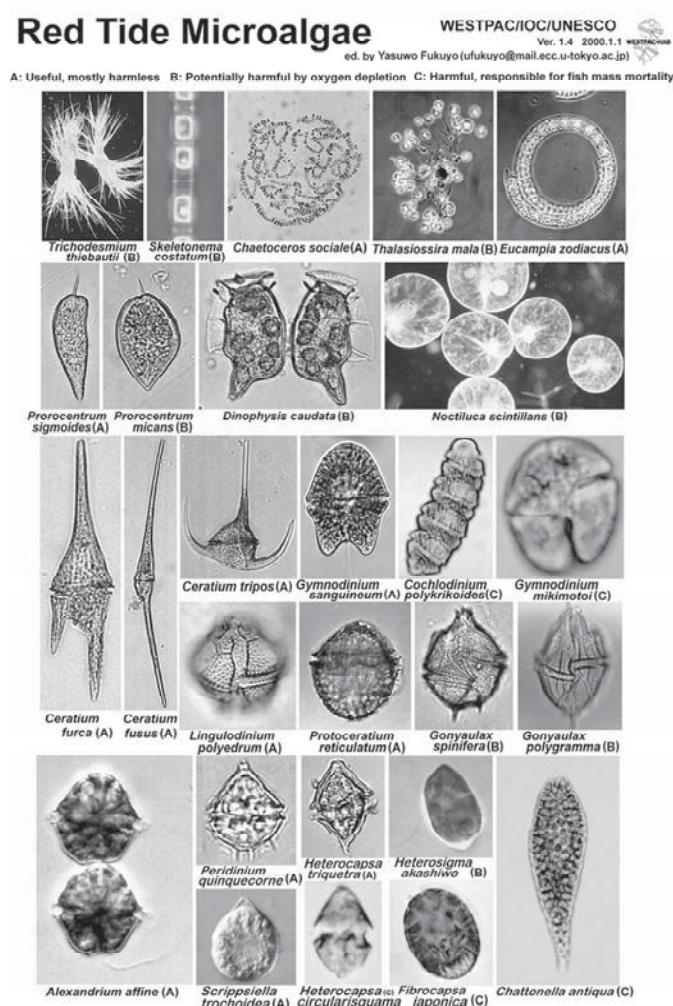 Red Tide Microalgae
WESTPAC/IOC/UNESCO
Ver. 1.4 2000.1.1 WESTPAC-HAB
ed. by Yasuwo Fukuyo(ufukuyo@mail.ecc.u-tokyo.ac.jp)
A: Useful, mostly harmless B: Potentially harmful by oxygen depletion C: Harmful, responsible for fish mass mortality
Trichodesmium
thiebautii (B)
Skeletonema
costatum(B)
Chaetoceros sociale(A)
Thalasiossira mala(B)
Eucampia zodiacus(A)
Prorocentrum
sigmoides(A)
Prorocentrum
micans(B)
Dinophysis caudata(B)
Noctiluca scintillans(B)
Ceratium
furca(A)
Ceratium
fusus(A)
Ceratium tripos(A)
Gymnodinium
sanguineum(A)
Cochlodinium
polykrikoides(C)
Gymnodinium
mikimotoi(C)
Lingulodinium
polyedrum(A)
Protoceratium
reticulatum(A)
Gonyaulax
spinifera(B)
Gonyaulax
polygramma(B)
Alexandrium affine(A)
Peridinium
quinquecorne(A)
Heterocapsa
triquetra(A)
Heterosigma
akashiwo(B)
Scrippsiella
trochoidea(A)
Heterocapsa(C)
circularisquama
Fibrocapsa
japonica(C)
Chattonella antiqua(C)